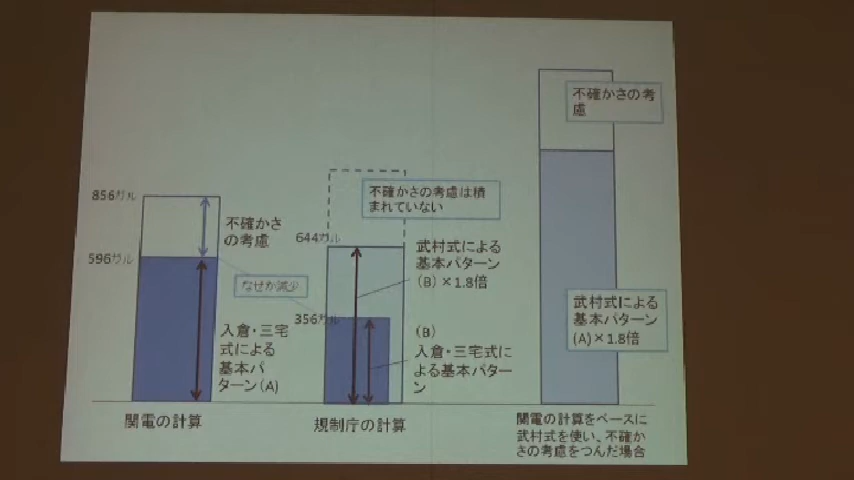 856ガル
596ガル
不確かさ
の考慮
なぜか減少
入倉・三宅
式による
基本パ
ターン(A)
関電の計算
不確かさの考慮は積
まれていない
644ガル
武村式による
基本パターン
(B)×1.8倍
356ガル
(B)
入倉・三宅式に
よる基本パター
ン
規制庁の計算
不確かさの考
慮
武村式による
基本パターン
(A)×1.8倍
関電の計算をベースに
武村式を使い、不確か
さの考慮をつんだ場合